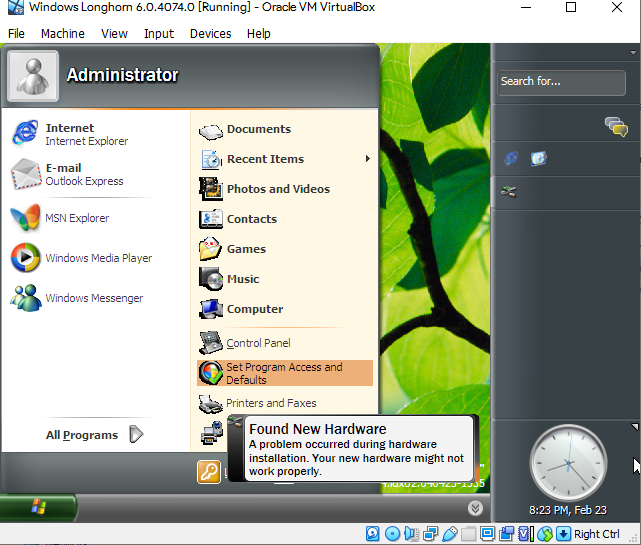 Windows Longhorn 6.0.4074.0 [Running] - Oracle VM VirtualBox
File Machine View Input Devices Help
Administrator
Internet
Internet Explorer
E-mail
Outlook Express
MSN Explorer
Windows Media Player
Windows Messenger
All Programs
Documents
Recent Items
Photos and Videos
Contacts
Games
Music
Computer
Control Panel
Set Program Access and
Defaults
Printers and Faxes
Found New Hardware
A problem occurred during hardware
installation. Your new hardware might not
work properly.
Search for...
8:23 PM, Feb 23
Right Ctrl